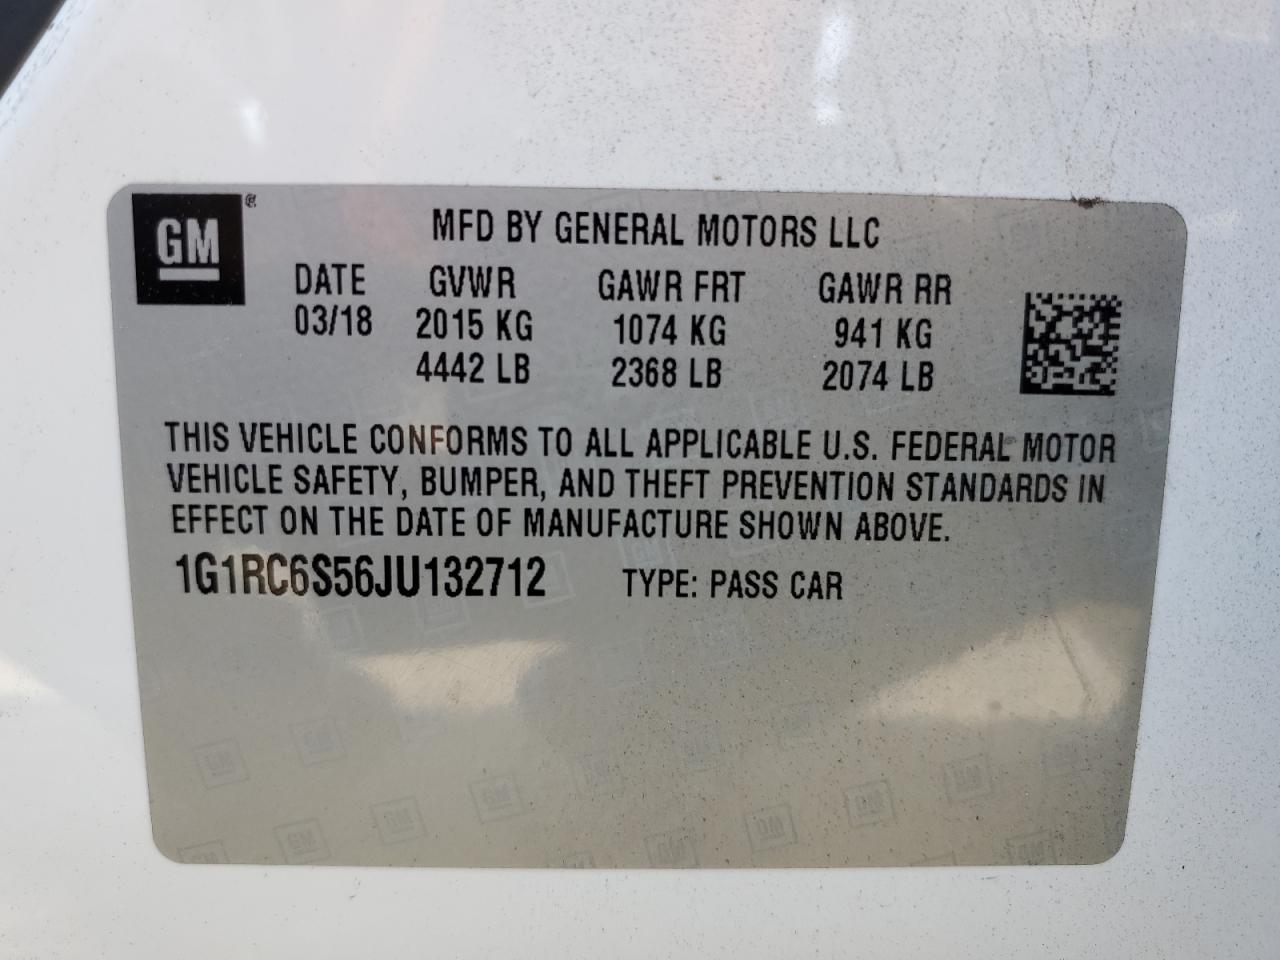 GM®
MFD BY GENERAL MOTORS LLC
DATE GVWR GAWR FRT GAWR RR
03/18 2015 KG 1074 KG 941 KG
4442 LB 2368 LB 2074 LB
THIS VEHICLE CONFORMS TO ALL APPLICABLE U.S. FEDERAL MOTOR
VEHICLE SAFETY, BUMPER, AND THEFT PREVENTION STANDARDS IN
EFFECT ON THE DATE OF MANUFACTURE SHOWN ABOVE.
1G1RC6S56JU132712 TYPE: PASS CAR